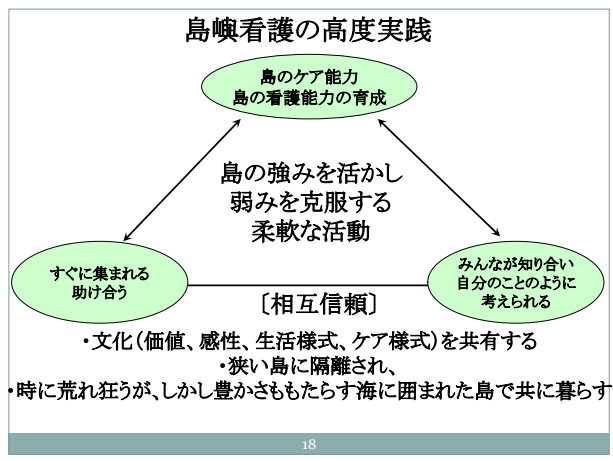 島嶼看護の高度実践
島のケア能力
島の看護能力の育成
島の強みを活かし
弱みを克服する
柔軟な活動
すぐに集まれる
助け合う
みんなが知り合い
自分のことのように
考えられる
〔相互信頼〕
・文化（価値、感性、生活様式、ケア様式）を共有する
・狭い島に隔離され、
・時に荒れ狂うが、しかし豊かさももたらす海に囲まれた島で共に暮らす
18